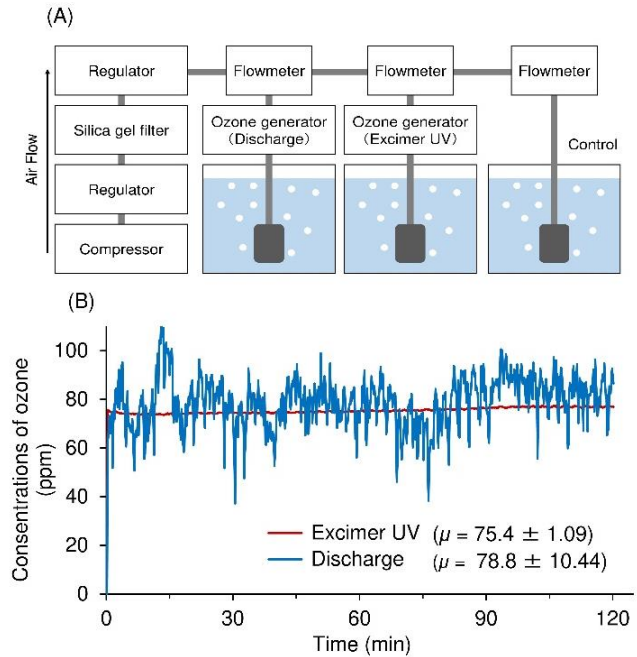 (A)
Regulator
Flowmeter
Flowmeter
Flowmeter
Silica gel filter
Ozone generator
(Discharge)
Ozone generator
(Excimer UV)
Control
Air Flow
Regulator
Compressor
(B)
Consentrations of ozone
(ppm)
100
80
60
40
20
0
Excimer UV (μ = 75.4 ± 1.09)
Discharge (μ = 78.8 ± 10.44)
0 30 60 90 120
Time (min)